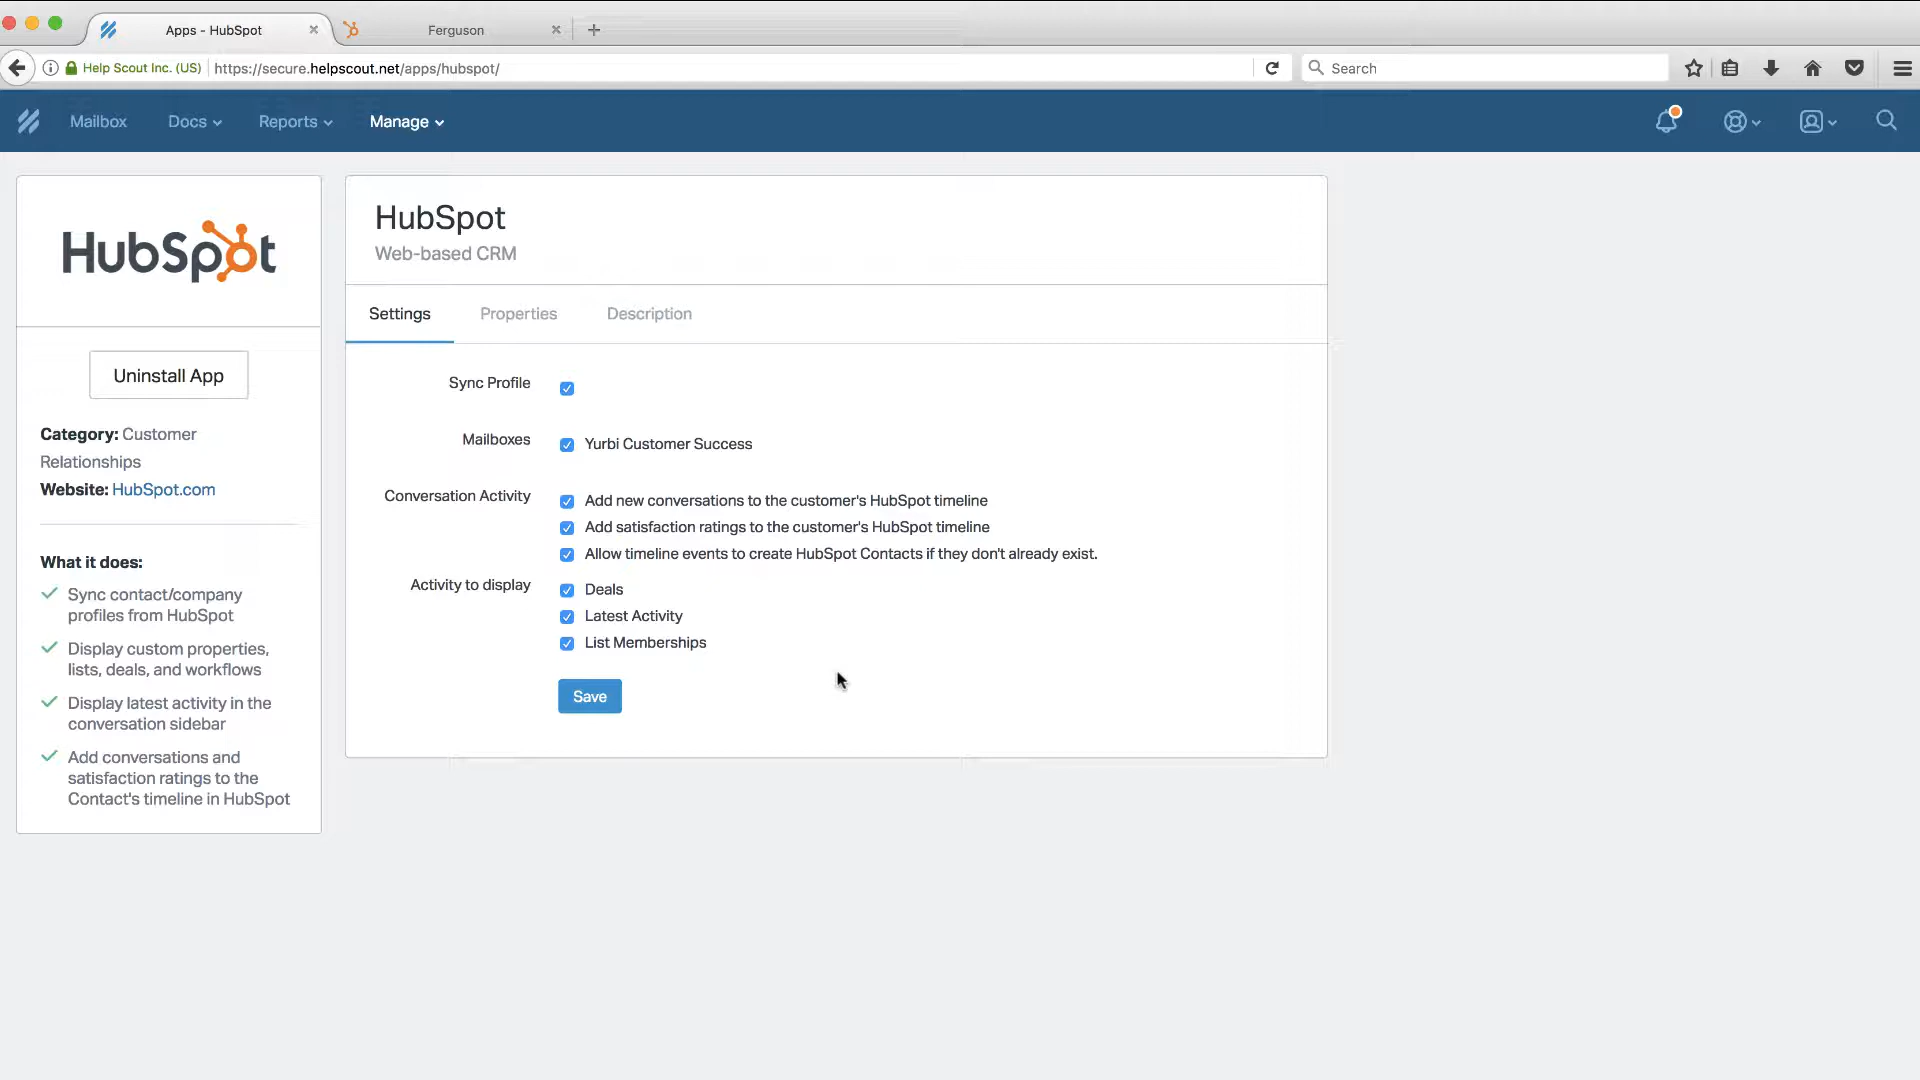 Apps - HubSpot
Ferguson
Help Scout Inc. (US)
https://secure.helpscout.net/apps/hubspot/
Search
Mailbox
Docs
Reports
Manage
HubSpot
Uninstall App
Category: Customer
Relationships
Website: HubSpot.com
What it does:
Sync contact/company
profiles from HubSpot
Display custom properties,
lists, deals, and workflows
Display latest activity in the
conversation sidebar
Add conversations and
satisfaction ratings to the
Contact's timeline in HubSpot
HubSpot
Web-based CRM
Settings
Properties
Description
Sync Profile
Mailboxes
Yurbi Customer Success
Conversation Activity
Add new conversations to the customer's HubSpot timeline
Add satisfaction ratings to the customer's HubSpot timeline
Allow timeline events to create HubSpot Contacts if they don't already exist.
Activity to display
Deals
Latest Activity
List Memberships
Save